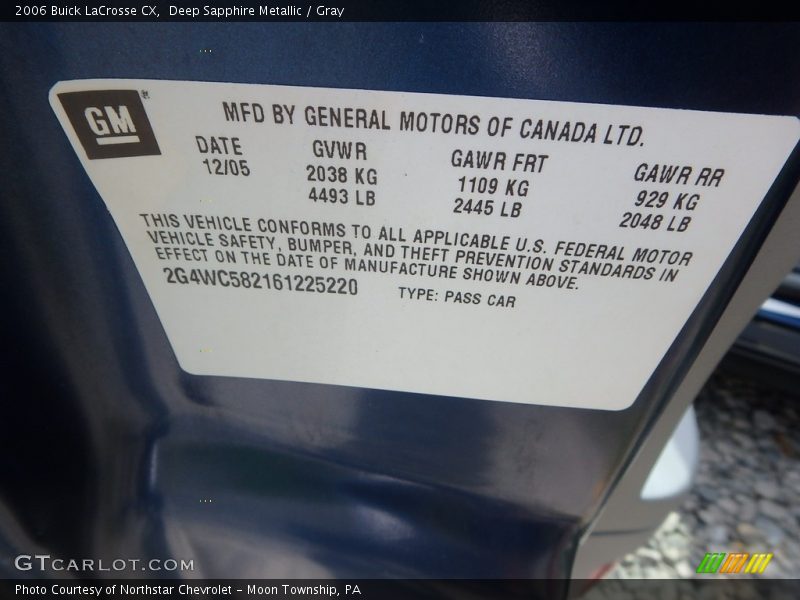 2006 Buick LaCrosse CX, Deep Sapphire Metallic / Gray
GM
MFD BY GENERAL MOTORS OF CANADA LTD.
DATE GVWR GAWR FRT GAWR RR
12/05 2038 KG 1109 KG 929 KG
4493 LB 2445 LB 2048 LB
THIS VEHICLE CONFORMS TO ALL APPLICABLE U.S. FEDERAL MOTOR
VEHICLE SAFETY, BUMPER, AND THEFT PREVENTION STANDARDS IN
EFFECT ON THE DATE OF MANUFACTURE SHOWN ABOVE.
2G4WC582161225220 TYPE: PASS CAR
GTCARLOT.COM
Photo Courtesy of Northstar Chevrolet - Moon Township, PA